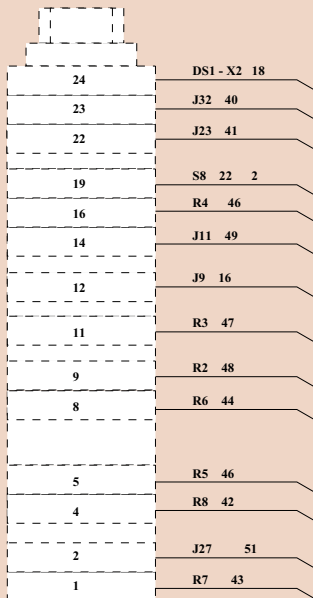 24 DS1 - X2 18
23 J32 40
22 J23 41
19 S8 22 2
16 R4 46
14 J11 49
12 J9 16
11 R3 47
9 R2 48
8 R6 44
5 R5 46
4 R8 42
2 J27 51
1 R7 43